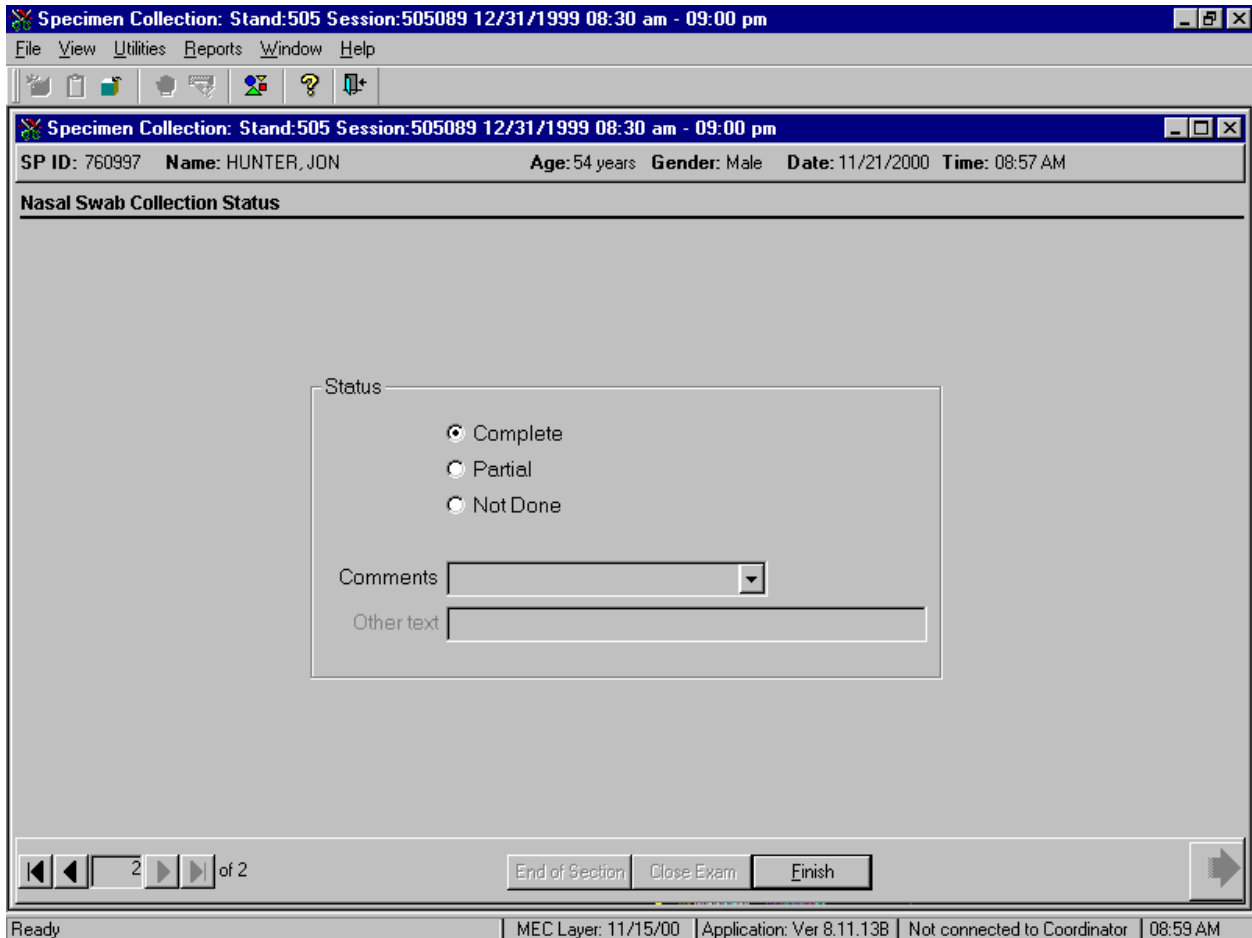 Specimen Collection: Stand:505 Session:505089 12/31/1999 08:30 am - 09:00 pm
File View Utilities Reports Window Help
Specimen Collection: Stand:505 Session:505089 12/31/1999 08:30 am - 09:00 pm
SP ID: 760997 Name: HUNTER, JON Age: 54 years Gender: Male Date: 11/21/2000 Time: 08:57 AM
Nasal Swab Collection Status
Status
Complete
Partial
Not Done
Comments
Other text
2 of 2 End of Section Close Exam Finish
Ready MEC Layer: 11/15/00 Application: Ver 8.11.13B Not connected to Coordinator 08:59 AM